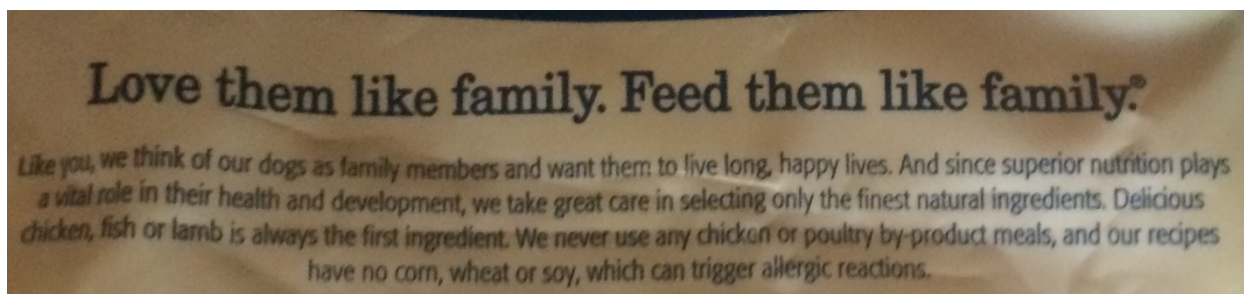 Love them like family. Feed them like family.®
Like you, we think of our dogs as family members and want them to live long, happy lives. And since superior nutrition plays
a vital role in their health and development, we take great care in selecting only the finest natural ingredients. Delicious
chicken, fish or lamb is always the first ingredient. We never use any chicken or poultry by-product meals, and our recipes
have no corn, wheat or soy, which can trigger allergic reactions.